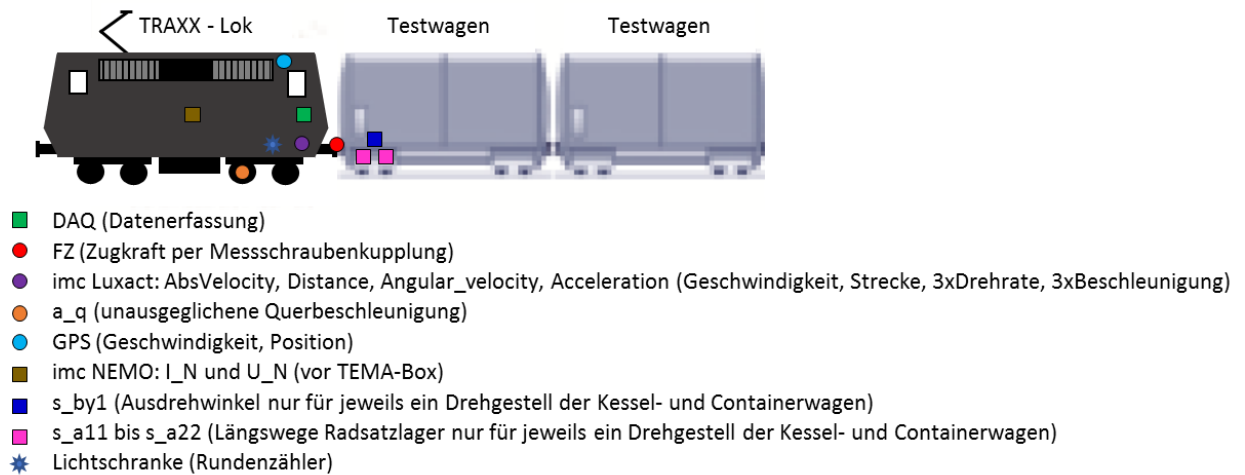 TRAXX - Lok
Testwagen
Testwagen
DAQ (Datenerfassung)
FZ (Zugkraft per Messschraubenkupplung)
imc Luxact: AbsVelocity, Distance, Angular_velocity, Acceleration (Geschwindigkeit, Strecke, 3xDrehrate, 3xBeschleunigung)
a_q (unausgeglichene Querbeschleunigung)
GPS (Geschwindigkeit, Position)
imc NEMO: I_N und U_N (vor TEMA-Box)
s_by1 (Ausdrehwinkel nur für jeweils ein Drehgestell der Kessel- und Containerwagen)
s_a11 bis s_a22 (Längswege Radsatzlager nur für jeweils ein Drehgestell der Kessel- und Containerwagen)
Lichtschranke (Rundenzähler)